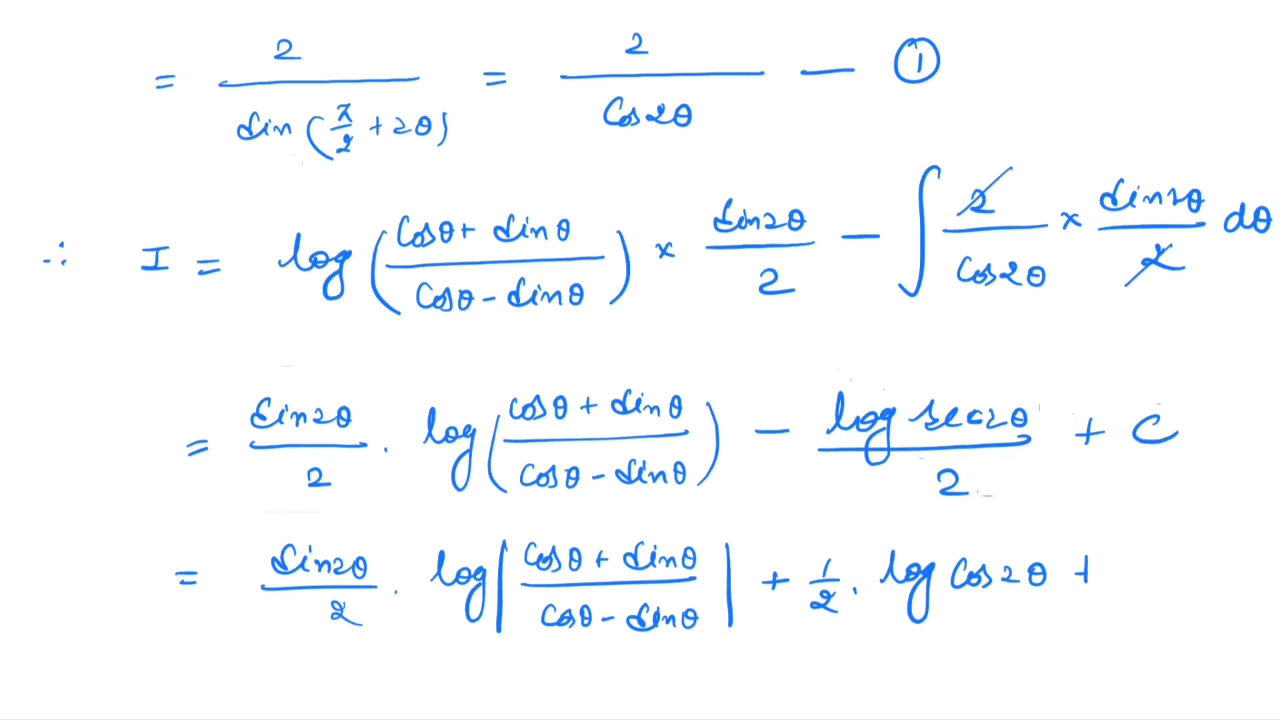 = 2 / sin(π/2 + 2θ) = 2 / cos2θ — ①
∴ I = log((cosθ + sinθ) / (cosθ - sinθ)) × sin2θ / 2 — ∫ 2 / cos2θ × sin2θ / 2 dθ
= sin2θ / 2 . log((cosθ + sinθ) / (cosθ - sinθ)) — log sec2θ / 2 + C
= sin2θ / 2 . log|(cosθ + sinθ) / (cosθ - sinθ)| + 1/2 . log cos2θ +